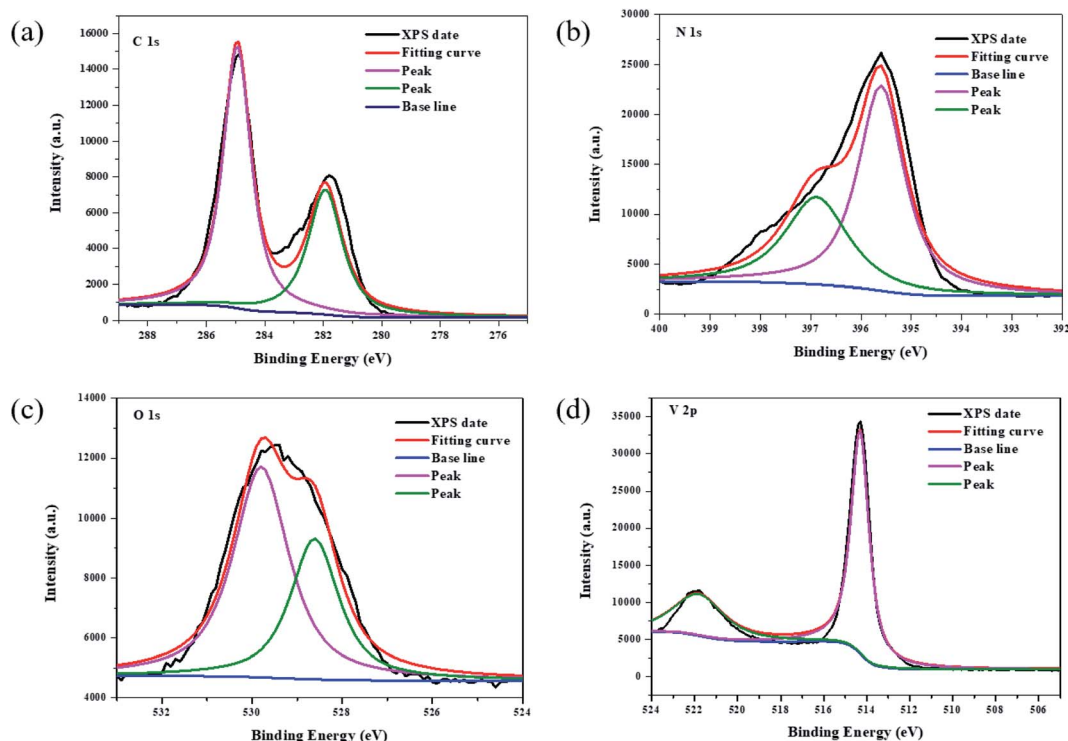 (a)
C 1s
XPS date
Fitting curve
Peak
Peak
Base line
16000
14000
12000
10000
8000
6000
4000
2000
0
Intensity (a.u.)
288 286 284 282 280 278 276
Binding Energy (eV)
(b)
N 1s
XPS date
Fitting curve
Base line
Peak
Peak
30000
25000
20000
15000
10000
5000
0
Intensity (a.u.)
400 399 398 397 396 395 394 393 392
Binding Energy (eV)
(c)
O 1s
XPS date
Fitting curve
Base line
Peak
Peak
14000
12000
10000
8000
6000
4000
Intensity (a.u.)
532 530 528 526 524
Binding Energy (eV)
(d)
V 2p
XPS date
Fitting curve
Base line
Peak
Peak
35000
30000
25000
20000
15000
10000
5000
0
Intensity (a.u.)
524 522 520 518 516 514 512 510 508 506
Binding Energy (eV)